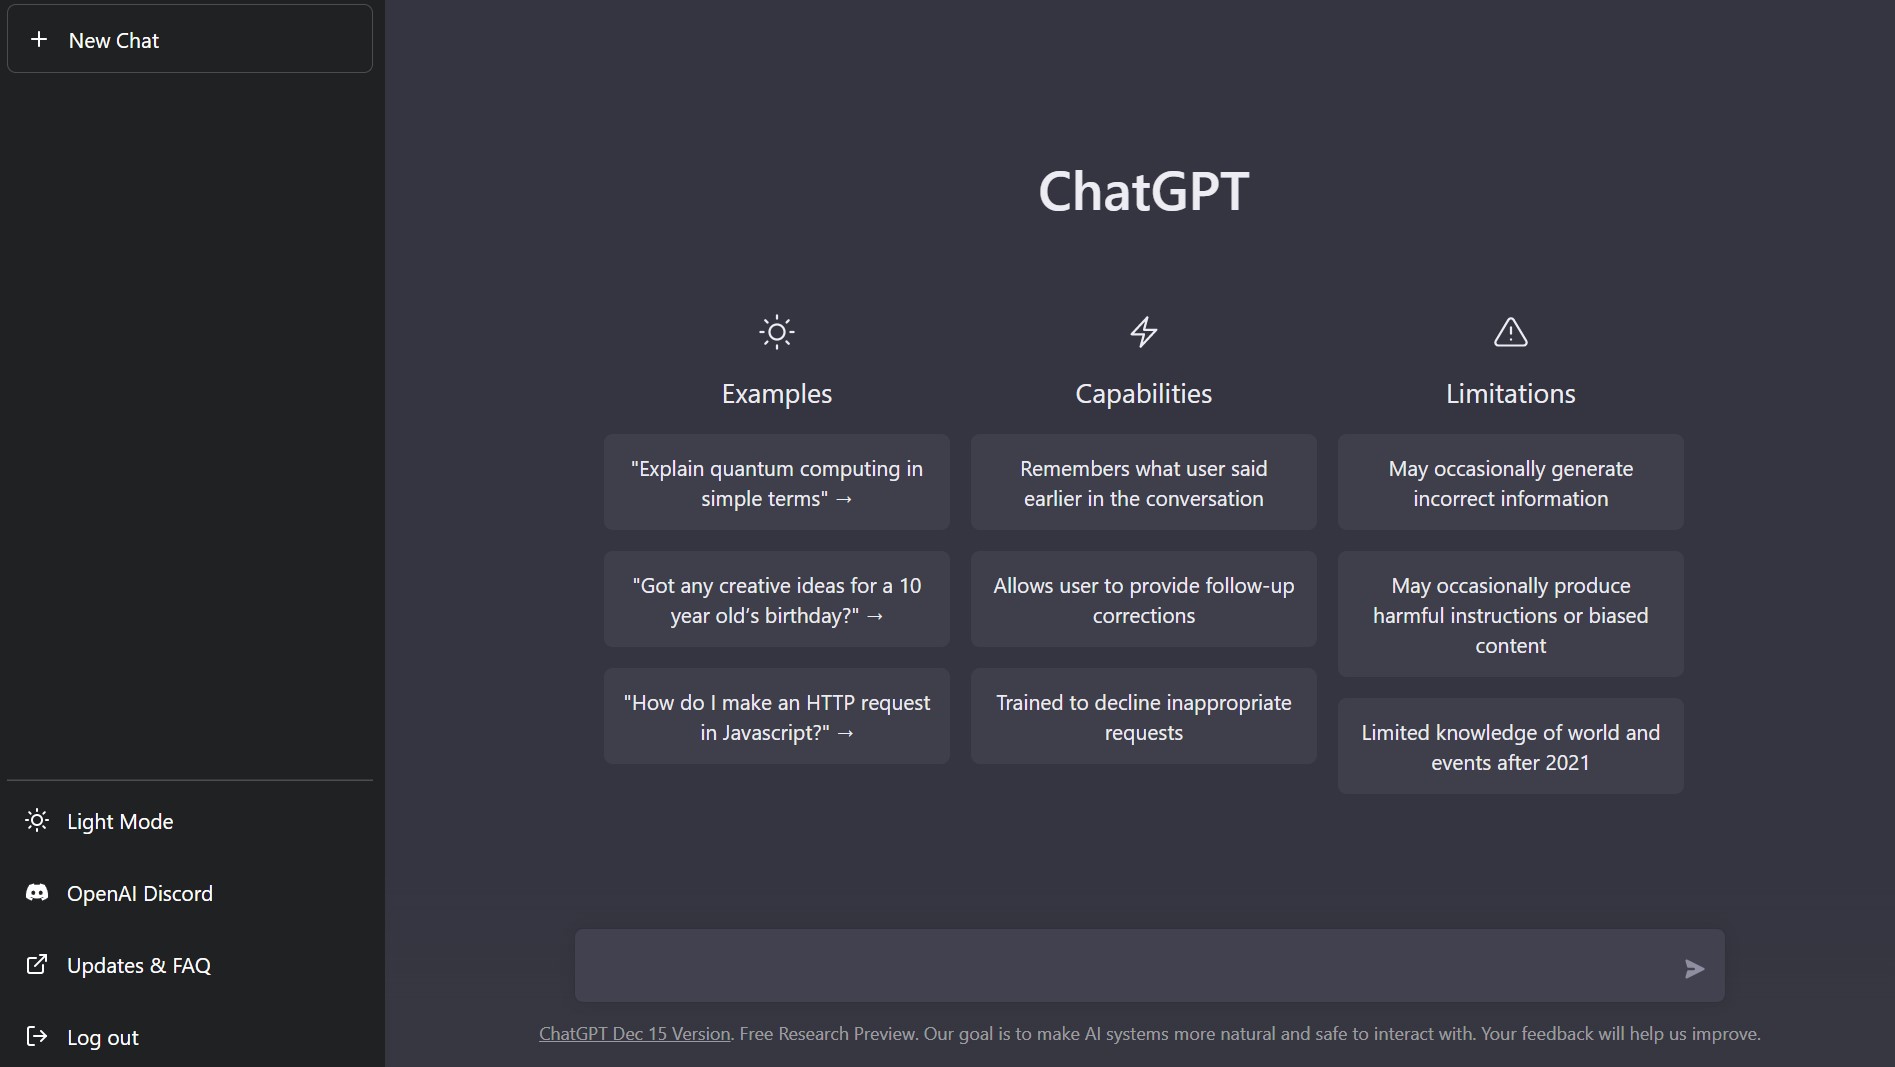 New Chat
ChatGPT
Examples
"Explain quantum computing in
simple terms" →
"Got any creative ideas for a 10
year old’s birthday?" →
"How do I make an HTTP request
in Javascript?" →
Capabilities
Remembers what user said
earlier in the conversation
Allows user to provide follow-up
corrections
Trained to decline inappropriate
requests
Limitations
May occasionally generate
incorrect information
May occasionally produce
harmful instructions or biased
content
Limited knowledge of world and
events after 2021
Light Mode
OpenAI Discord
Updates & FAQ
Log out
ChatGPT Dec 15 Version. Free Research Preview. Our goal is to make AI systems more natural and safe to interact with. Your feedback will help us improve.